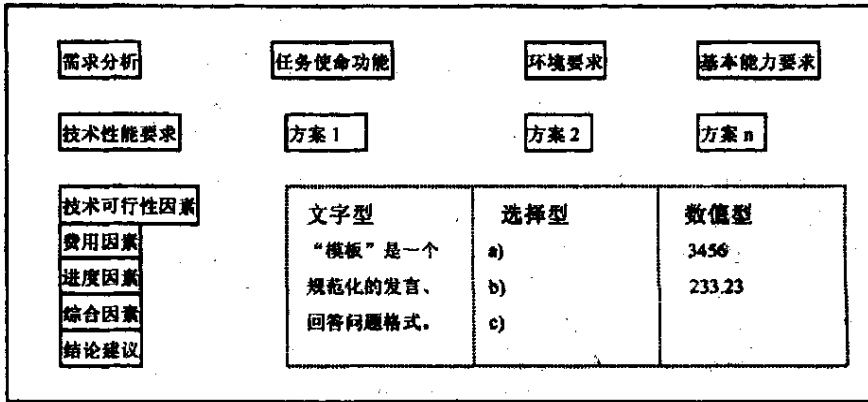 需求分析 任务使命功能 环境要求 基本能力要求
技术性能要求 方案1 方案2 方案n
技术可行性因素 文字型 选择型 数值型
费用因素 “模板”是一个 a) 3456
进度因素 规范化的发言、 b) 233.23
综合因素 回答问题格式。 c)
结论建议